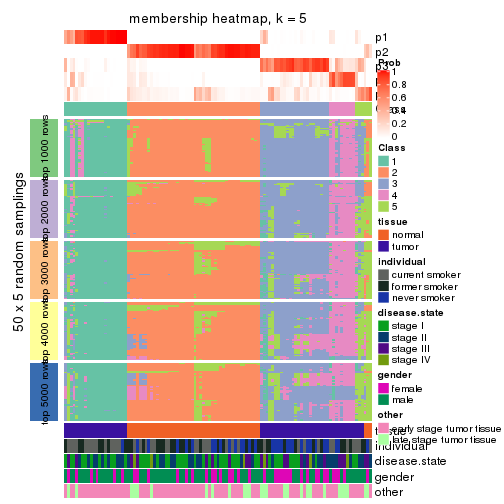 membership heatmap, k = 5
p1
p2
p3
Prob
1
0.8
0.6
0.4
0.2
0
Class
1
2
3
4
5
tissue
normal
tumor
individual
current smoker
former smoker
never smoker
disease.state
stage I
stage II
stage III
stage IV
gender
female
male
other
early stage tumor tissue
late stage tumor tissue
50 x 5 random samplings
top 1000 rows
top 2000 rows
top 3000 rows
top 4000 rows
top 5000 rows
tissue
individual
disease.state
gender
other